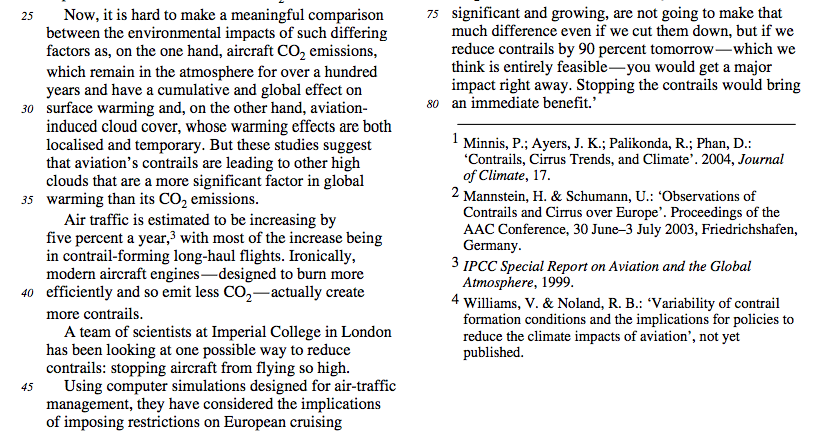 25 Now, it is hard to make a meaningful comparison
between the environmental impacts of such differing
factors as, on the one hand, aircraft CO2 emissions,
which remain in the atmosphere for over a hundred
years and have a cumulative and global effect on
30 surface warming and, on the other hand, aviation-
induced cloud cover, whose warming effects are both
localised and temporary. But these studies suggest
that aviation’s contrails are leading to other high
clouds that are a more significant factor in global
35 warming than its CO2 emissions.
Air traffic is estimated to be increasing by
five percent a year,3 with most of the increase being
in contrail-forming long-haul flights. Ironically,
modern aircraft engines—designed to burn more
40 efficiently and so emit less CO2—actually create
more contrails.
A team of scientists at Imperial College in London
has been looking at one possible way to reduce
contrails: stopping aircraft from flying so high.
45 Using computer simulations designed for air-traffic
management, they have considered the implications
of imposing restrictions on European cruising
75 significant and growing, are not going to make that
much difference even if we cut them down, but if we
reduce contrails by 90 percent tomorrow—which we
think is entirely feasible—you would get a major
impact right away. Stopping the contrails would bring
80 an immediate benefit.’
1 Minnis, P.; Ayers, J. K.; Palikonda, R.; Phan, D.:
‘Contrails, Cirrus Trends, and Climate’. 2004, Journal
of Climate, 17.
2 Mannstein, H. & Schumann, U.: ‘Observations of
Contrails and Cirrus over Europe’. Proceedings of the
AAC Conference, 30 June–3 July 2003, Friedrichshafen,
Germany.
3 IPCC Special Report on Aviation and the Global
Atmosphere, 1999.
4 Williams, V. & Noland, R. B.: ‘Variability of contrail
formation conditions and the implications for policies to
reduce the climate impacts of aviation’, not yet
published.